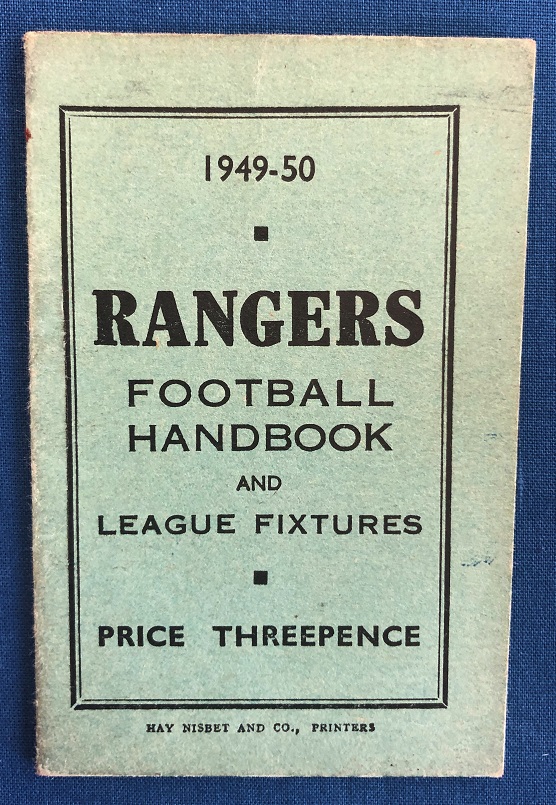 1949-50
RANGERS
FOOTBALL
HANDBOOK
AND
LEAGUE FIXTURES
PRICE THREEPENCE
HAY NISBET AND CO., PRINTERS